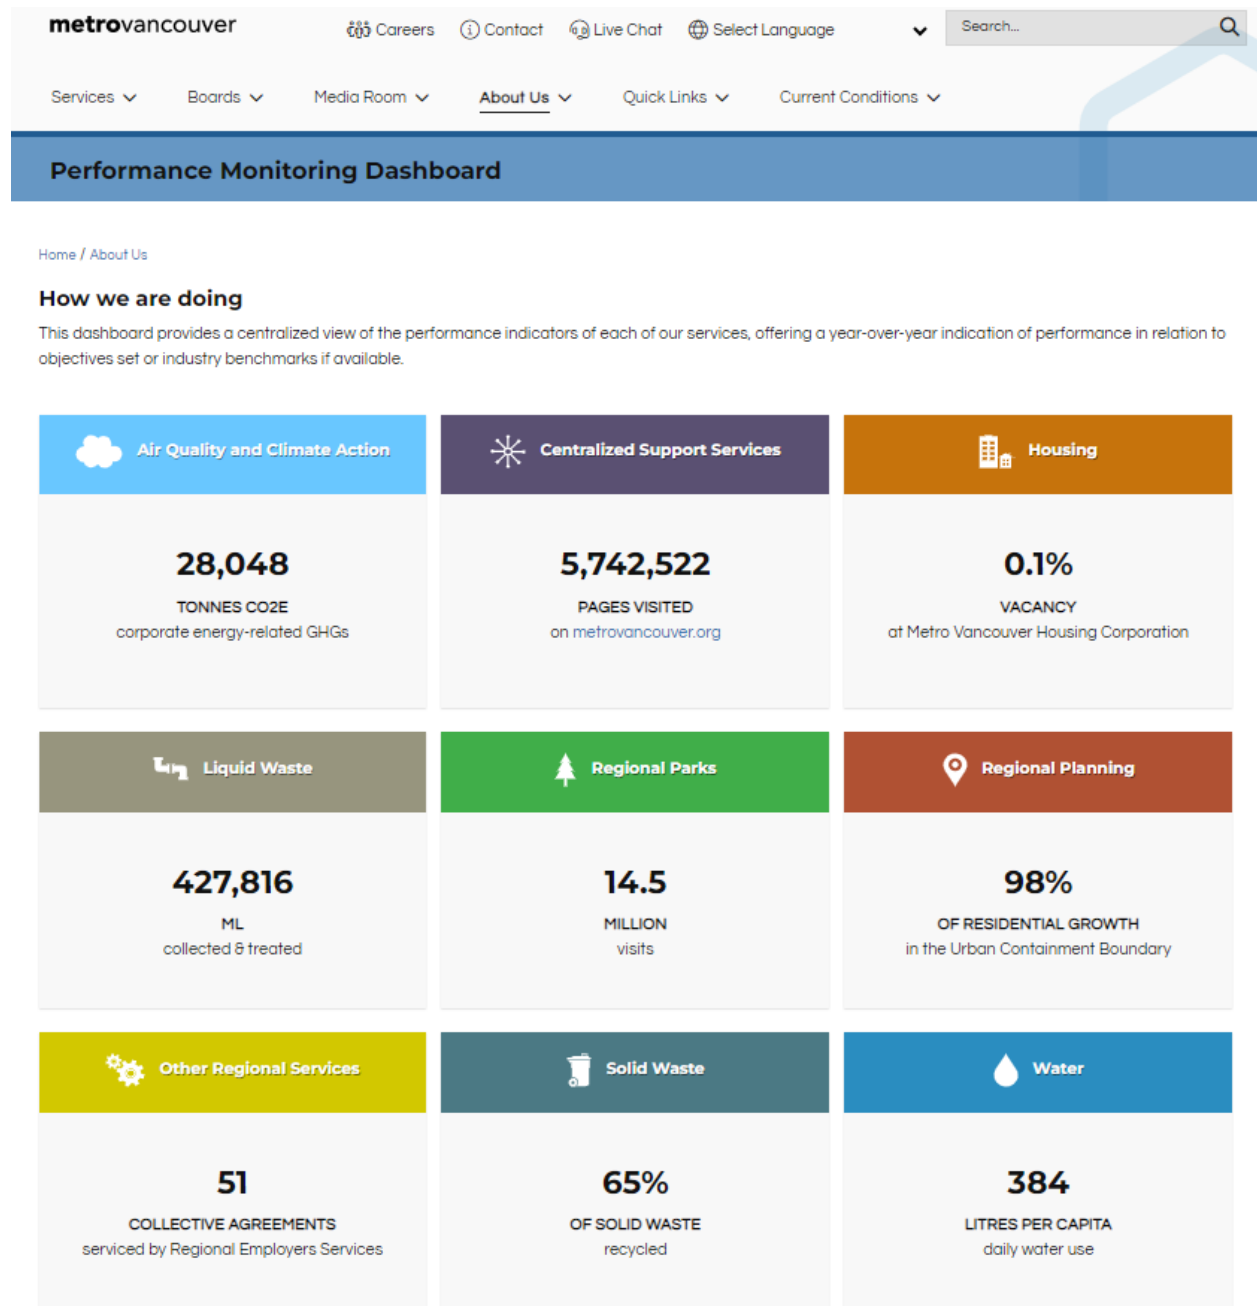 metrovancouver
Careers
Contact
Live Chat
Select Language
Search...
Services
Boards
Media Room
About Us
Quick Links
Current Conditions
Performance Monitoring Dashboard
Home / About Us
How we are doing
This dashboard provides a centralized view of the performance indicators of each of our services, offering a year-over-year indication of performance in relation to
objectives set or industry benchmarks if available.
Air Quality and Climate Action
28,048
TONNES CO2E
corporate energy-related GHGs
Centralized Support Services
5,742,522
PAGES VISITED
on metrovancouver.org
Housing
0.1%
VACANCY
at Metro Vancouver Housing Corporation
Liquid Waste
427,816
ML
collected & treated
Regional Parks
14.5
MILLION
visits
Regional Planning
98%
OF RESIDENTIAL GROWTH
in the Urban Containment Boundary
Other Regional Services
51
COLLECTIVE AGREEMENTS
serviced by Regional Employers Services
Solid Waste
65%
OF SOLID WASTE
recycled
Water
384
LITRES PER CAPITA
daily water use